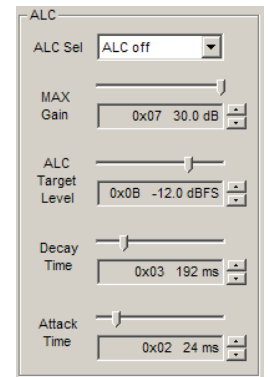 ALC
ALC Sel ALC off
MAX
Gain
0x07 30.0 dB
ALC
Target
Level
0x0B -12.0 dBFS
Decay
Time
0x03 192 ms
Attack
Time
0x02 24 ms